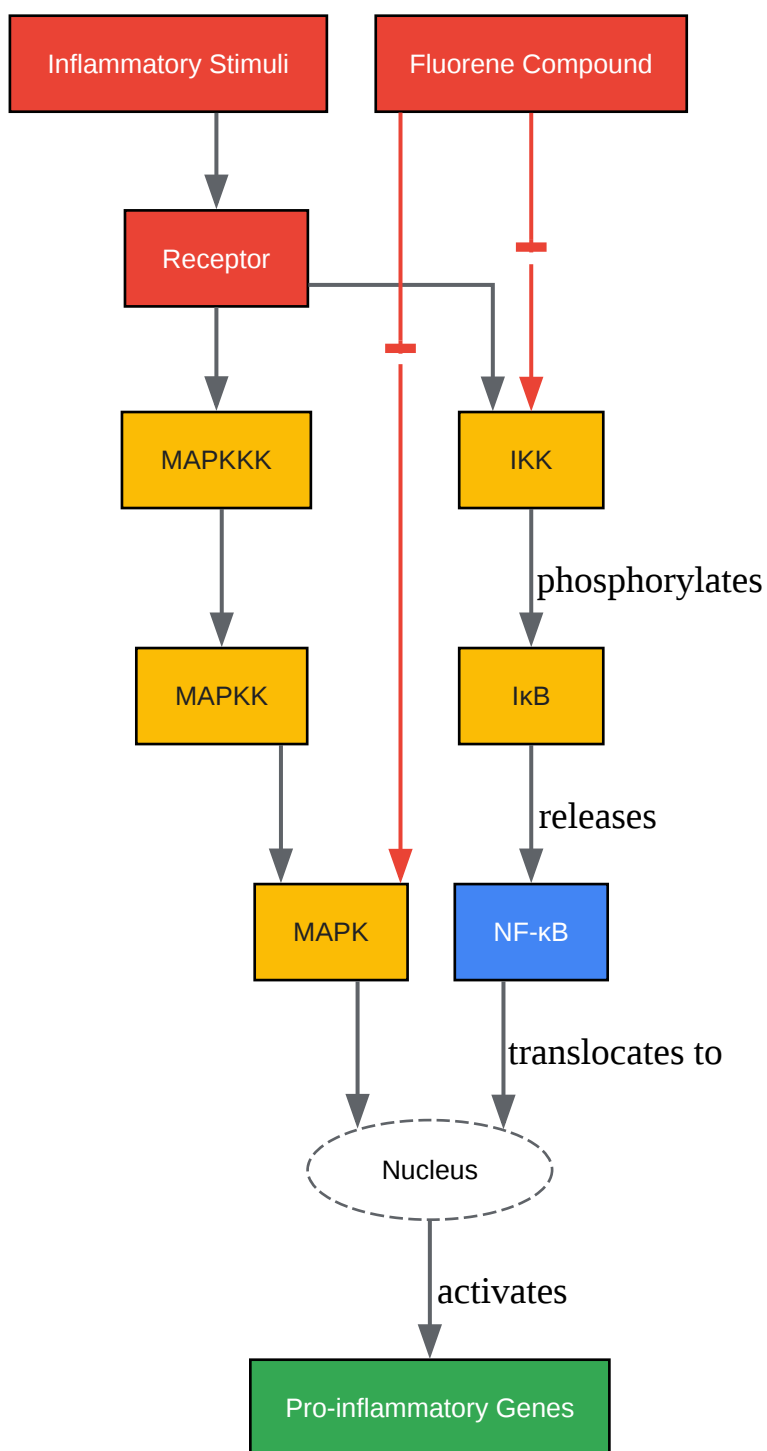 Inflammatory Stimuli
Fluorene Compound
Receptor
MAPKKK
IKK
phosphorylates
MAPKK
IκB
releases
MAPK
NF-κB
translocates to
Nucleus
activates
Pro-inflammatory Genes